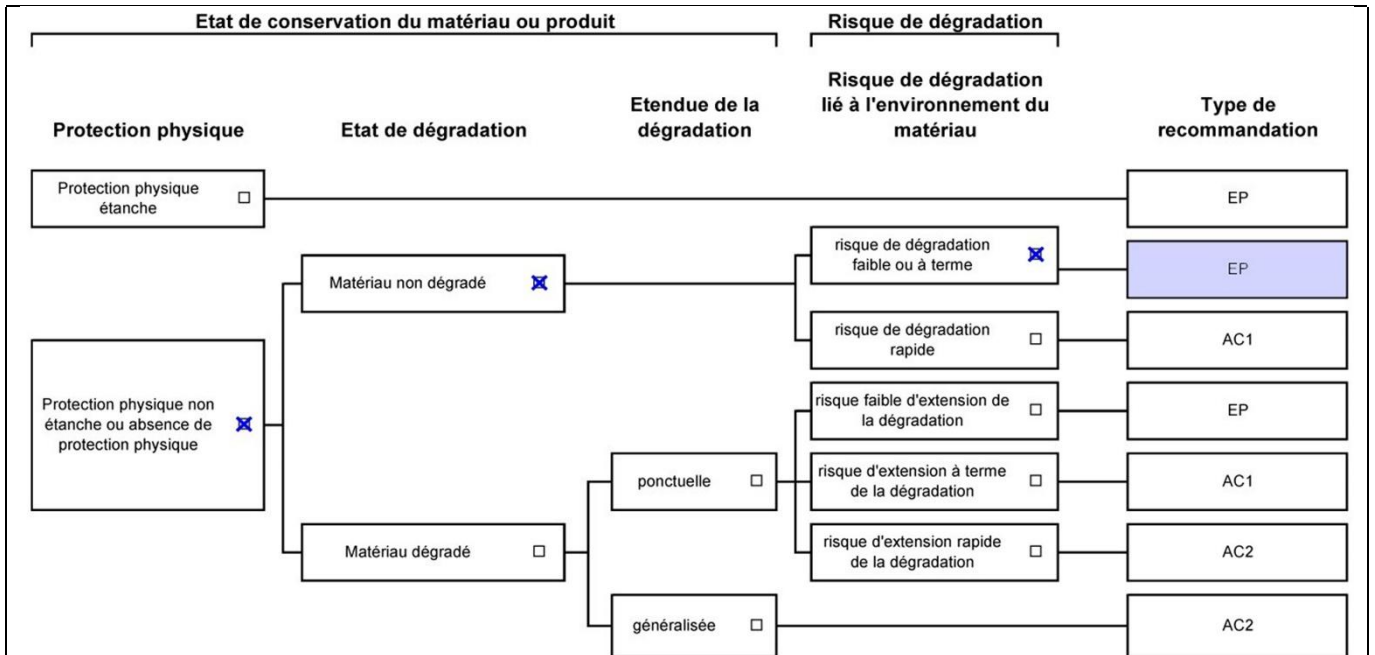 Etat de conservation du matériau ou produit
Risque de dégradation
Protection physique
Etat de dégradation
Etendue de la
dégradation
Risque de dégradation
lié à l'environnement du
matériau
Type de
recommandation
Protection physique
étanche
EP
Matériau non dégradé
risque de dégradation
faible ou à terme
EP
risque de dégradation
rapide
AC1
Protection physique non
étanche ou absence de
protection physique
risque faible d'extension de
la dégradation
EP
ponctuelle
risque d'extension à terme
de la dégradation
AC1
Matériau dégradé
risque d'extension rapide
de la dégradation
AC2
généralisée
AC2